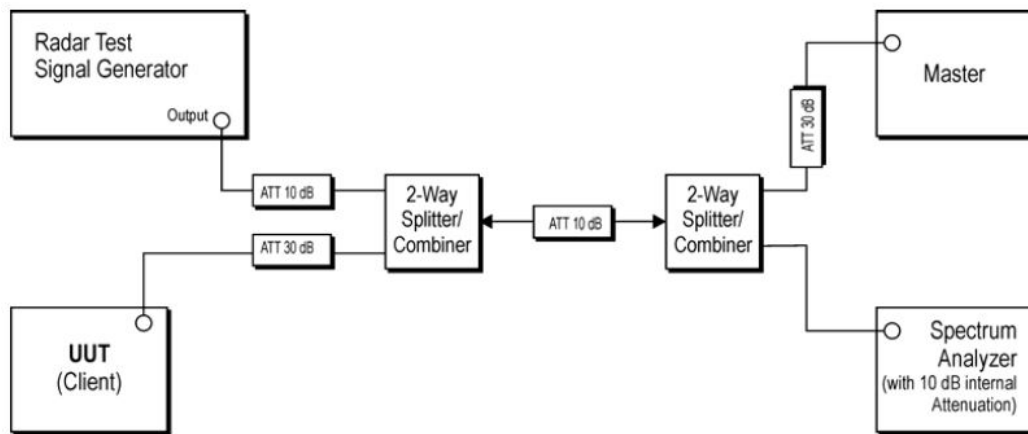 Radar Test
Signal Generator
Output
ATT 10 dB
ATT 30 dB
UUT
(Client)
2-Way
Splitter/
Combiner
ATT 10 dB
2-Way
Splitter/
Combiner
ATT 30 dB
Master
Spectrum
Analyzer
(with 10 dB internal
Attenuation)